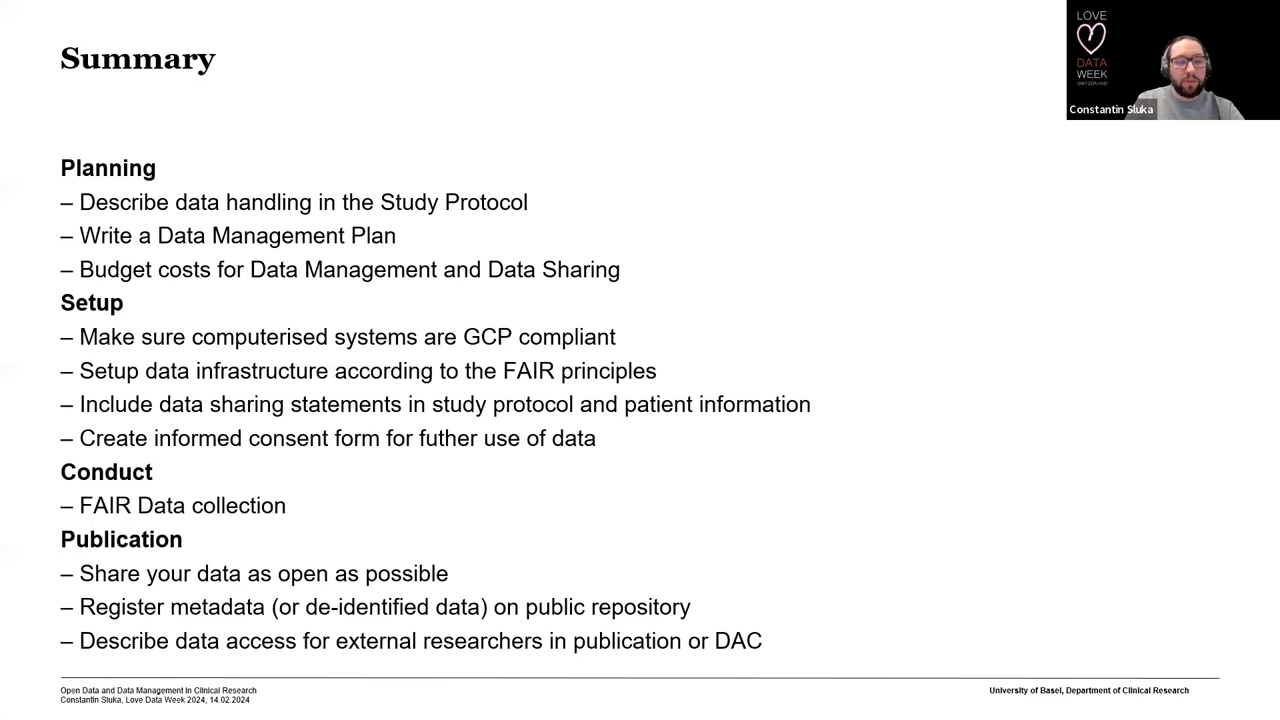 Summary
LOVE
DATA
WEEK
SWITZERLAND
Constantin Sluka
Planning
– Describe data handling in the Study Protocol
– Write a Data Management Plan
– Budget costs for Data Management and Data Sharing
Setup
– Make sure computerised systems are GCP compliant
– Setup data infrastructure according to the FAIR principles
– Include data sharing statements in study protocol and patient information
– Create informed consent form for futher use of data
Conduct
– FAIR Data collection
Publication
– Share your data as open as possible
– Register metadata (or de-identified data) on public repository
– Describe data access for external researchers in publication or DAC
Open Data and Data Management in Clinical Research
Constantin Sluka, Love Data Week 2024, 14.02.2024
University of Basel, Department of Clinical Research